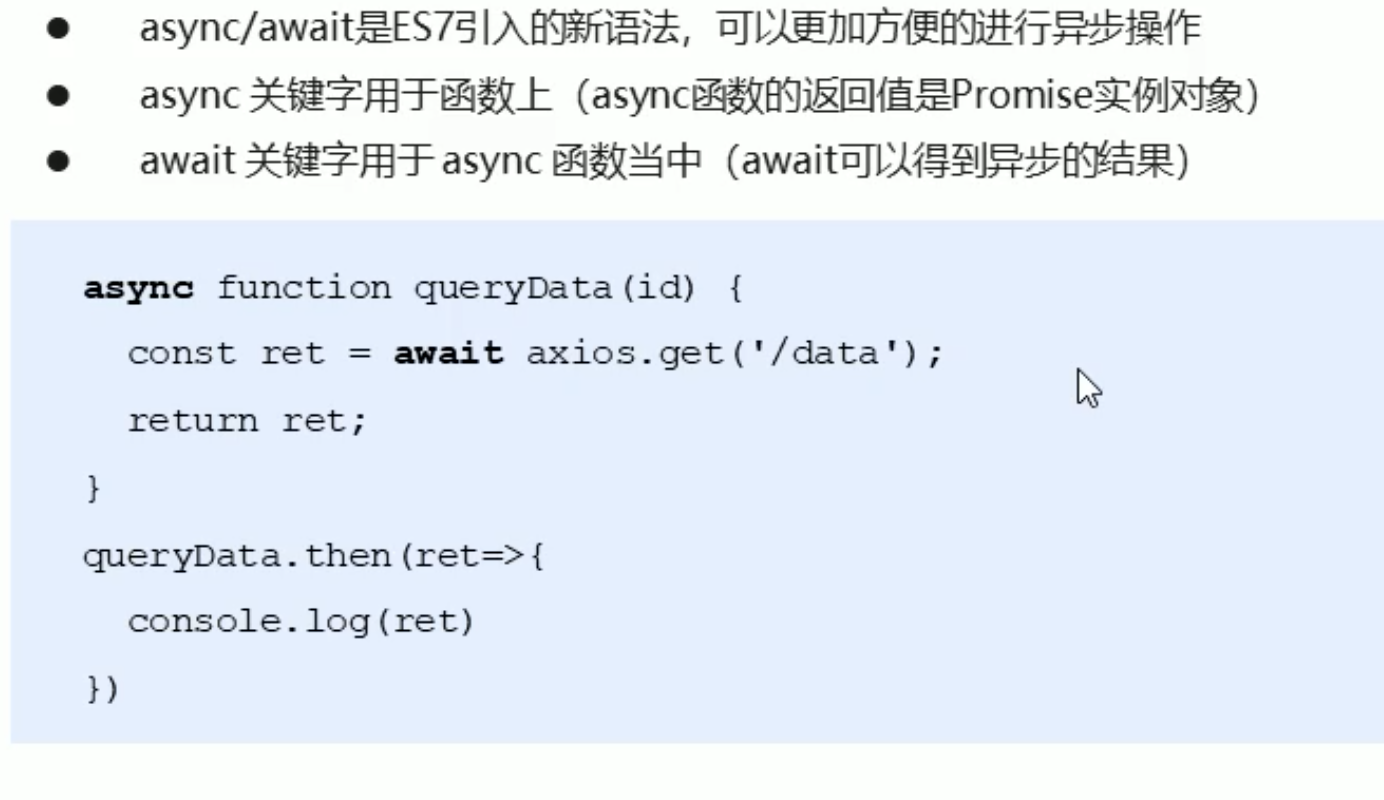 ● async/await是ES7引入的新语法，可以更加方便的进行异步操作
● async 关键字用于函数上（async函数的返回值是Promise实例对象）
● await 关键字用于 async 函数当中（await可以得到异步的结果）
async function queryData(id) {
  const ret = await axios.get('/data');
  return ret;
}
queryData.then(ret=>{
  console.log(ret)
})